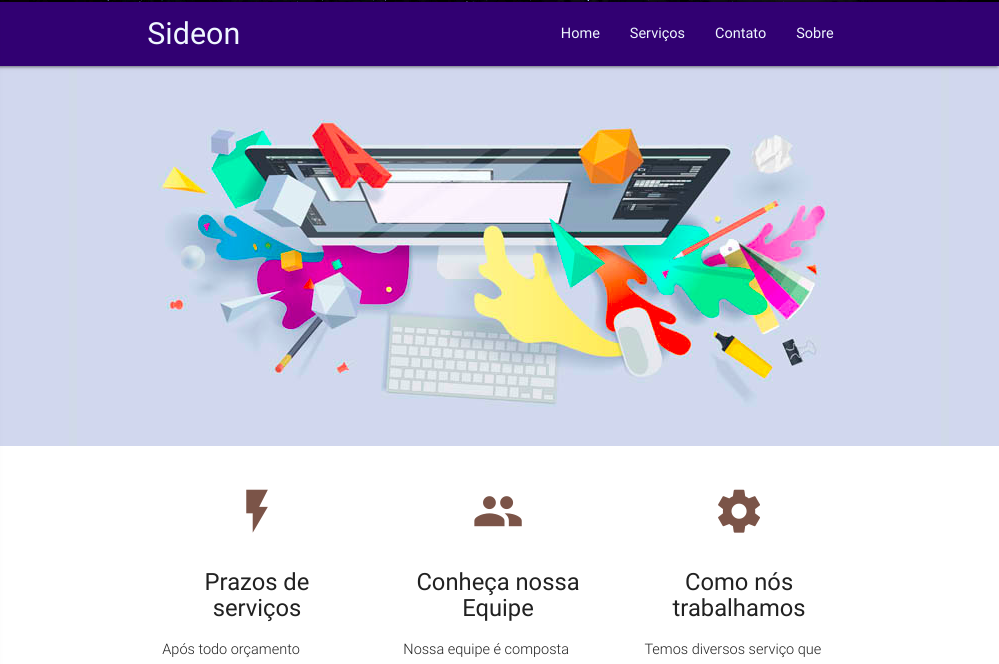 Sideon
Home Serviços Contato Sobre
A
Prazos de
serviços
Conheça nossa
Equipe
Como nós
trabalhamos
Após todo orçamento
Nossa equipe é composta
Temos diversos serviço que